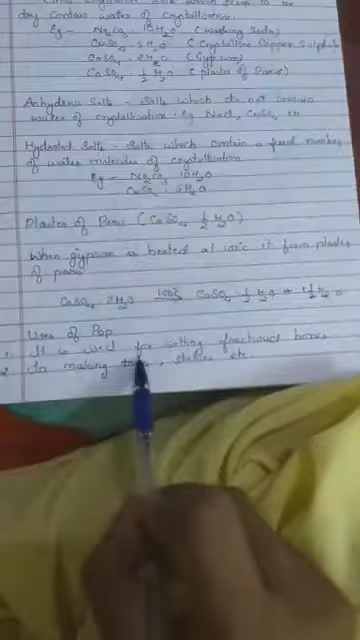 day contain water of crystallisation.
Eg - Na₂CO₃ . 10H₂O (washing Soda)
CuSO₄ . 5H₂O (Crystalline Copper Sulphate
CaSO₄ . 2H₂O (Gypsum)
CaSO₄ . ½ H₂O (plaster of Paris)
Anhydrous Salts - Salts which do not contain
water of crystallisation. Eg NaCl, CuSO₄ etc
Hydrated Salts - Salts which contain a fixed number
of water molecules of crystallisation
Eg - Na₂CO₃ 10H₂O
CuSO₄ . 5H₂O
Plaster of Paris (CaSO₄ ½ H₂O)
When gypsum is heated at 100°C it form plaster
of paris
CaSO₄ . 2H₂O 100°C CaSO₄ . ½ H₂O + 1½ H₂O
Uses of Pop
1. It is used for setting fractured bones
2. In making , statues etc